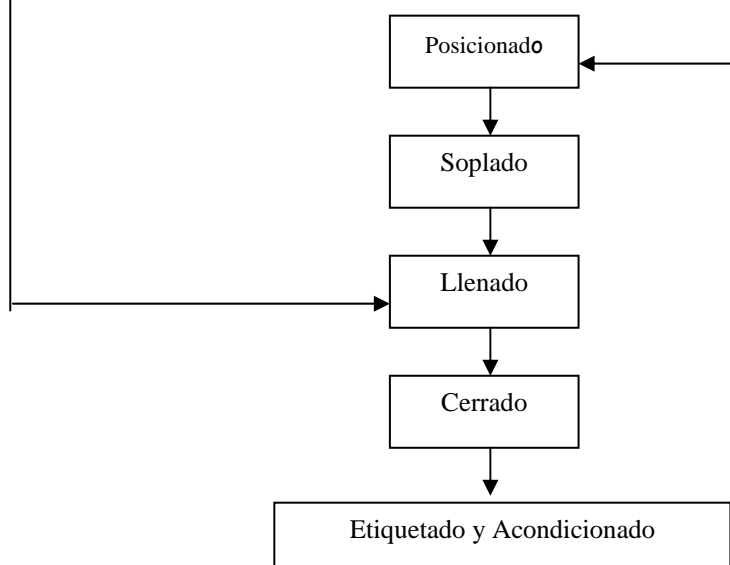 Posicionado
Soplado
Llenado
Cerrado
Etiquetado y Acondicionado